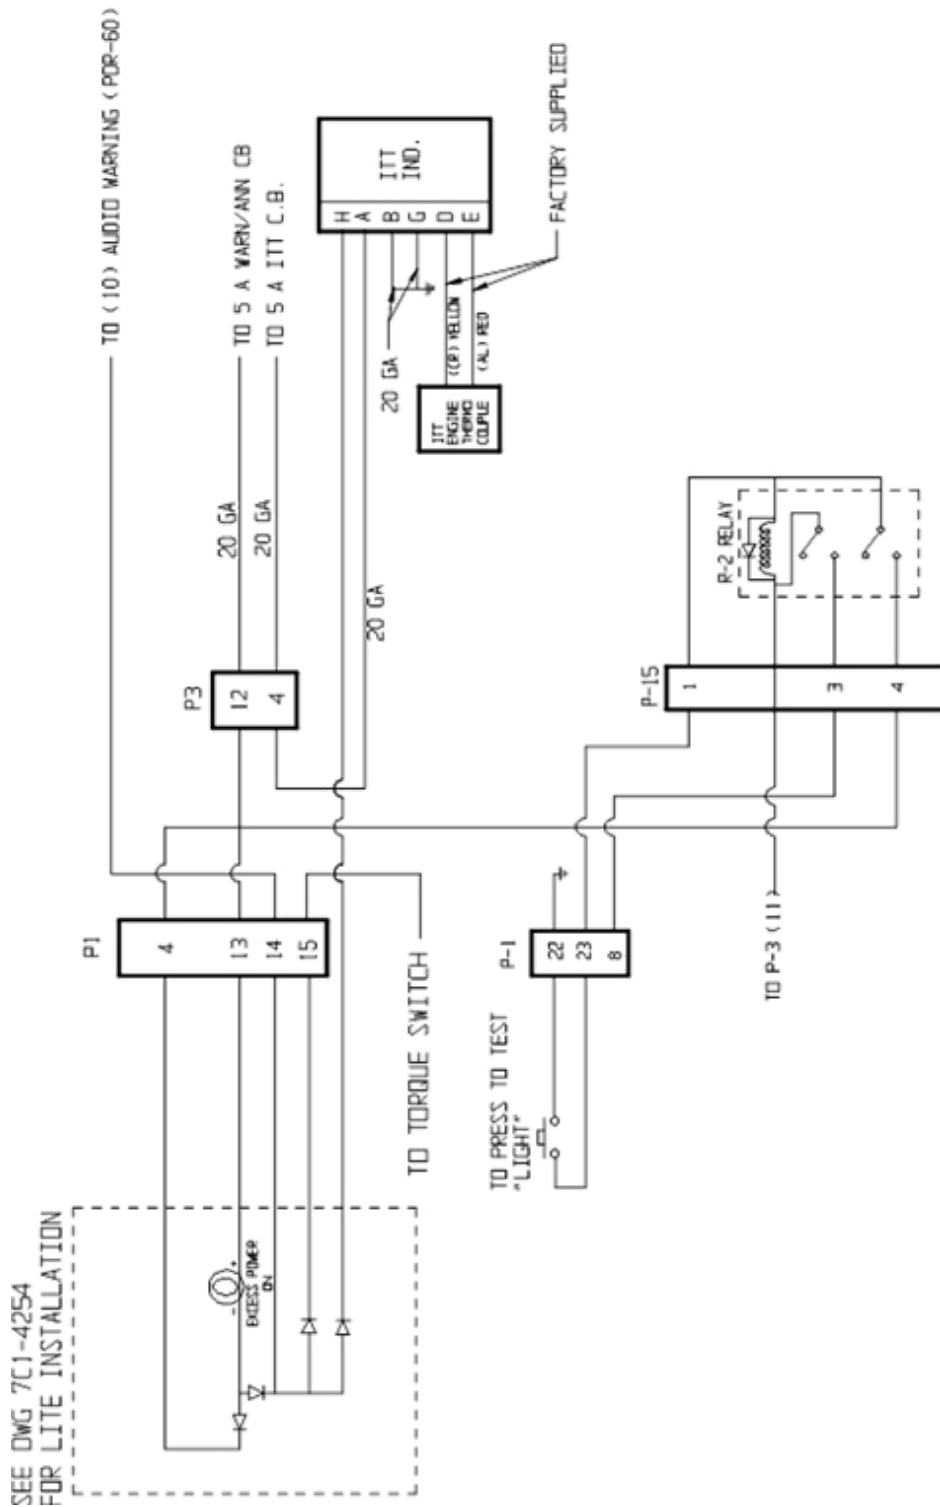 SEE DWG 7C1-4254
FOR LITE INSTALLATION
EXCESS POWER
ON
- +
P1
4
13
14
15
TO TORQUE SWITCH
P3
12
4
20 GA
20 GA
20 GA
TO (10) AUDIO WARNING (PDR-60)
TO 5 A WARN/ANN CB
TO 5 A ITT C.B.
ITT
IND.
H
A
B
G
D
E
20 GA
(CR) YELLOW
(AL) RED
ITT
ENGINE
THERMO
COUPLE
FACTORY SUPPLIED
TO PRESS TO TEST
"LIGHT"
P-1
22
23
8
P-15
1
3
4
R-2 RELAY
TO P-3 (11)